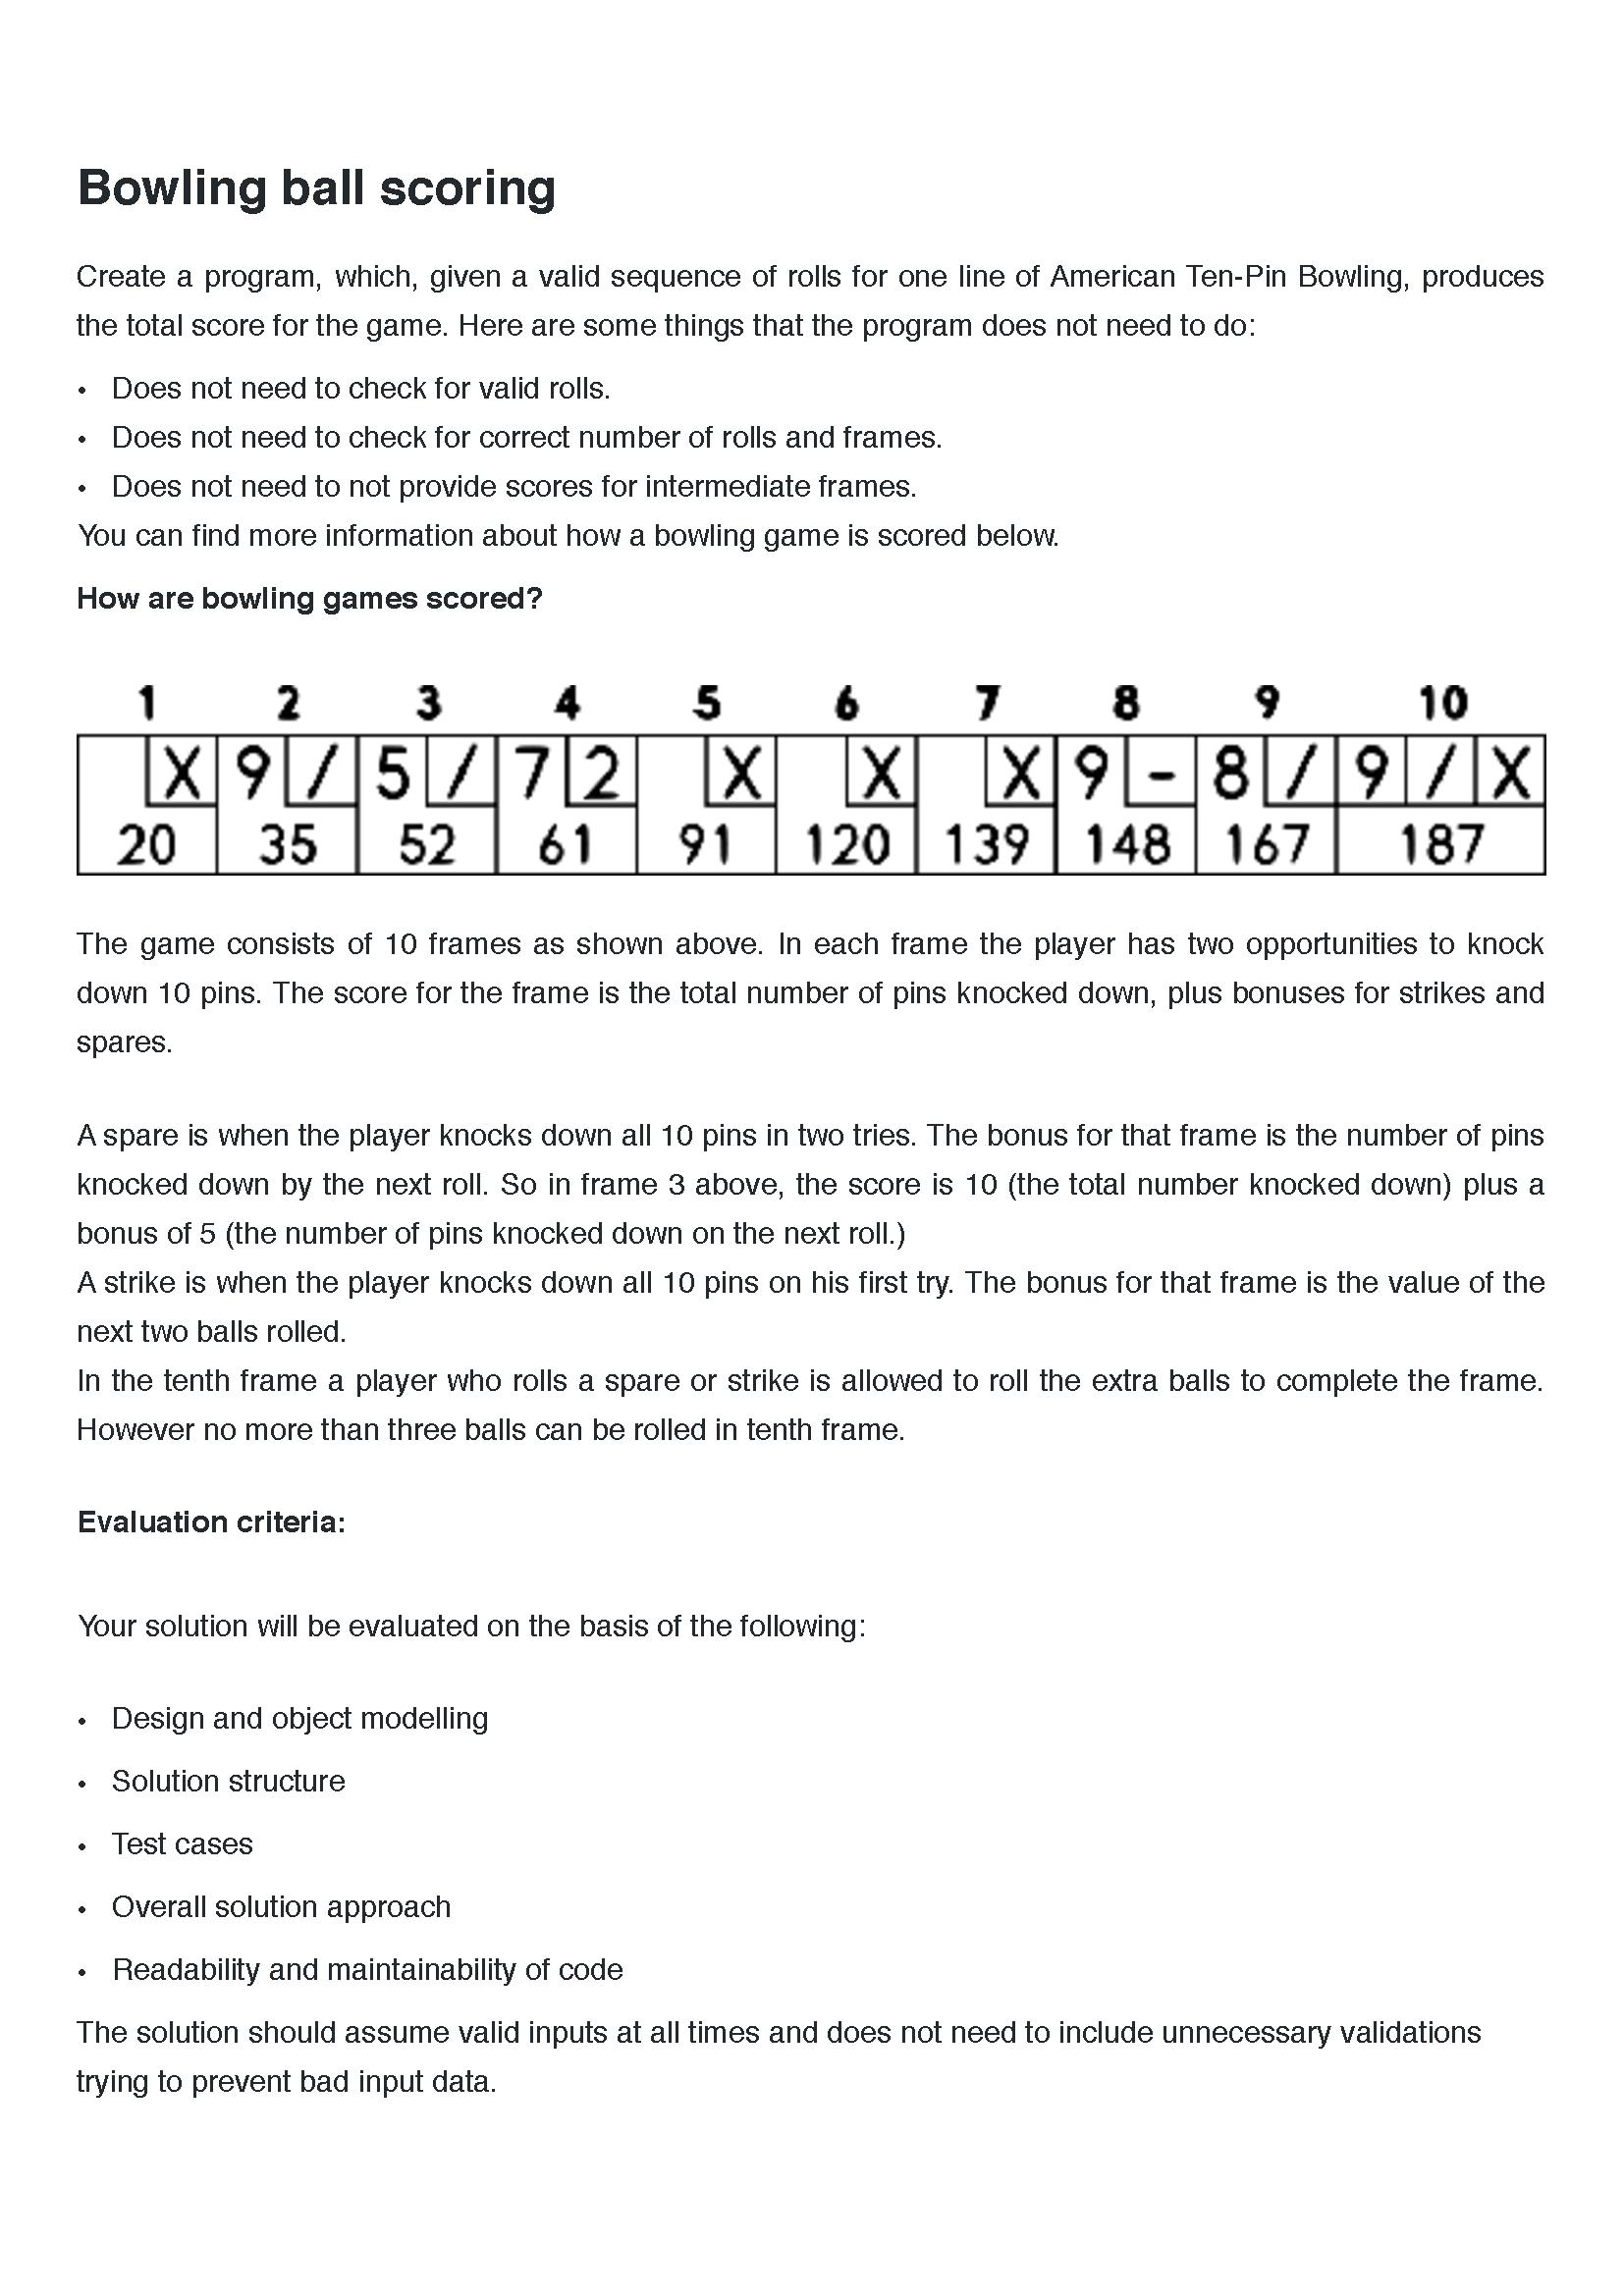 Bowling ball scoring
Create a program, which, given a valid sequence of rolls for one line of American Ten-Pin Bowling, produces
the total score for the game. Here are some things that the program does not need to do:
• Does not need to check for valid rolls.
• Does not need to check for correct number of rolls and frames.
• Does not need to not provide scores for intermediate frames.
You can find more information about how a bowling game is scored below.
How are bowling games scored?
1 2 3 4 5 6 7 8 9 10
X 9 / 5 / 7 2 X X X 9 - 8 / 9 / X
20 35 52 61 91 120 139 148 167 187
The game consists of 10 frames as shown above. In each frame the player has two opportunities to knock
down 10 pins. The score for the frame is the total number of pins knocked down, plus bonuses for strikes and
spares.
A spare is when the player knocks down all 10 pins in two tries. The bonus for that frame is the number of pins
knocked down by the next roll. So in frame 3 above, the score is 10 (the total number knocked down) plus a
bonus of 5 (the number of pins knocked down on the next roll.)
A strike is when the player knocks down all 10 pins on his first try. The bonus for that frame is the value of the
next two balls rolled.
In the tenth frame a player who rolls a spare or strike is allowed to roll the extra balls to complete the frame.
However no more than three balls can be rolled in tenth frame.
Evaluation criteria:
Your solution will be evaluated on the basis of the following:
• Design and object modelling
• Solution structure
• Test cases
• Overall solution approach
• Readability and maintainability of code
The solution should assume valid inputs at all times and does not need to include unnecessary validations
trying to prevent bad input data.